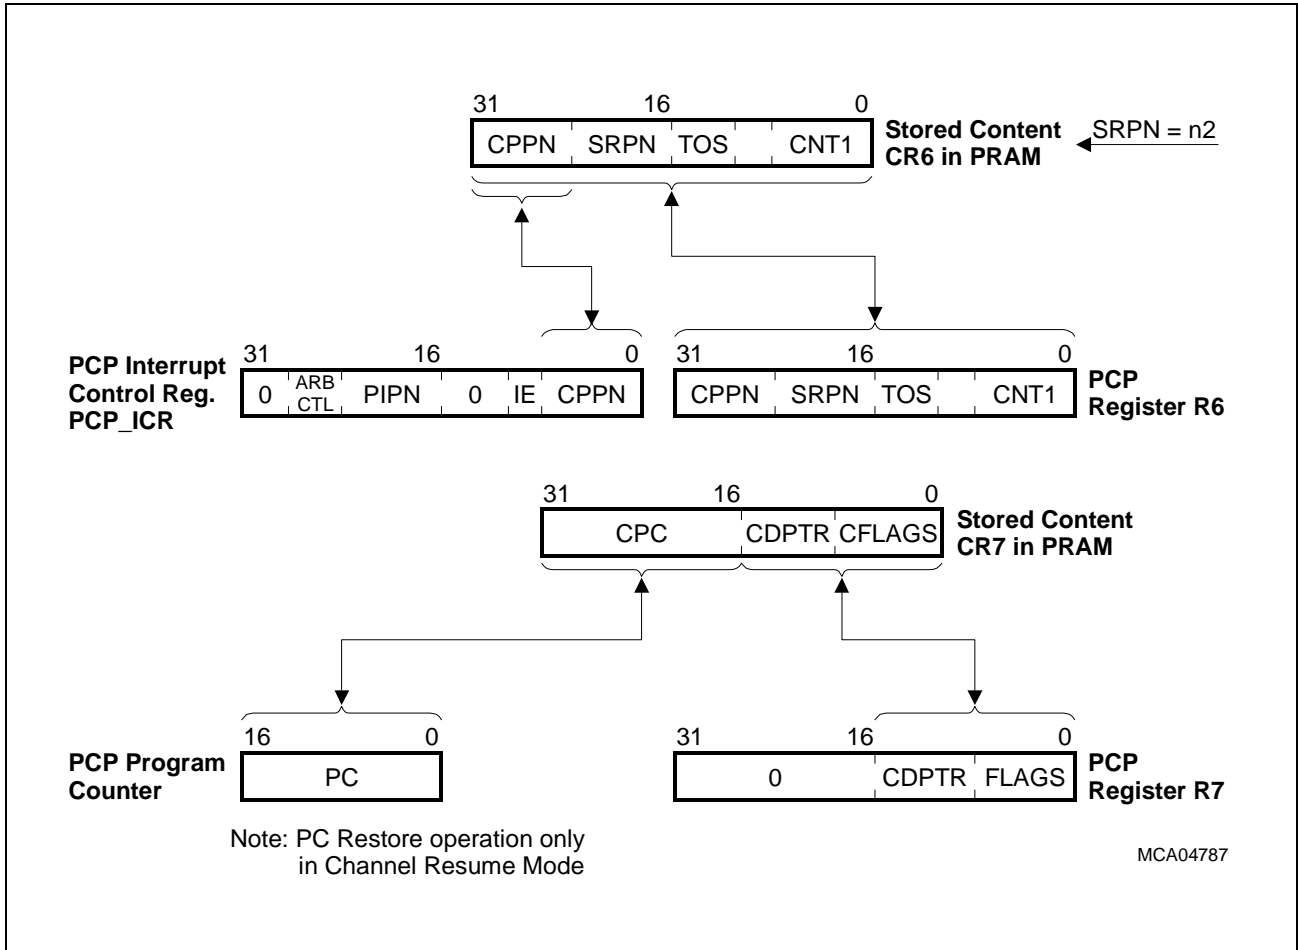 31 16 0
CPPN SRPN TOS CNT1
Stored Content
CR6 in PRAM
SRPN = n2
PCP Interrupt
Control Reg.
PCP_ICR
31 16 0
0 ARB CTL PIPN 0 IE CPPN
31 16 0
CPPN SRPN TOS CNT1
PCP
Register R6
31 16 0
CPC CDPTR CFLAGS
Stored Content
CR7 in PRAM
PCP Program
Counter
16 0
PC
31 16 0
0 CDPTR FLAGS
PCP
Register R7
Note: PC Restore operation only
in Channel Resume Mode
MCA04787